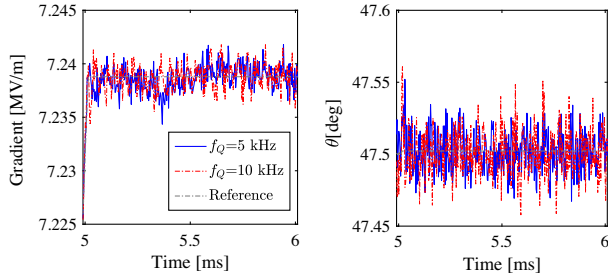 7.245
7.24
7.235
7.23
7.225
Gradient [MV/m]
f_Q=5 kHz
f_Q=10 kHz
Reference
5
5.5
6
Time [ms]
47.6
47.55
47.5
47.45
θ[deg]
5
5.5
6
Time [ms]